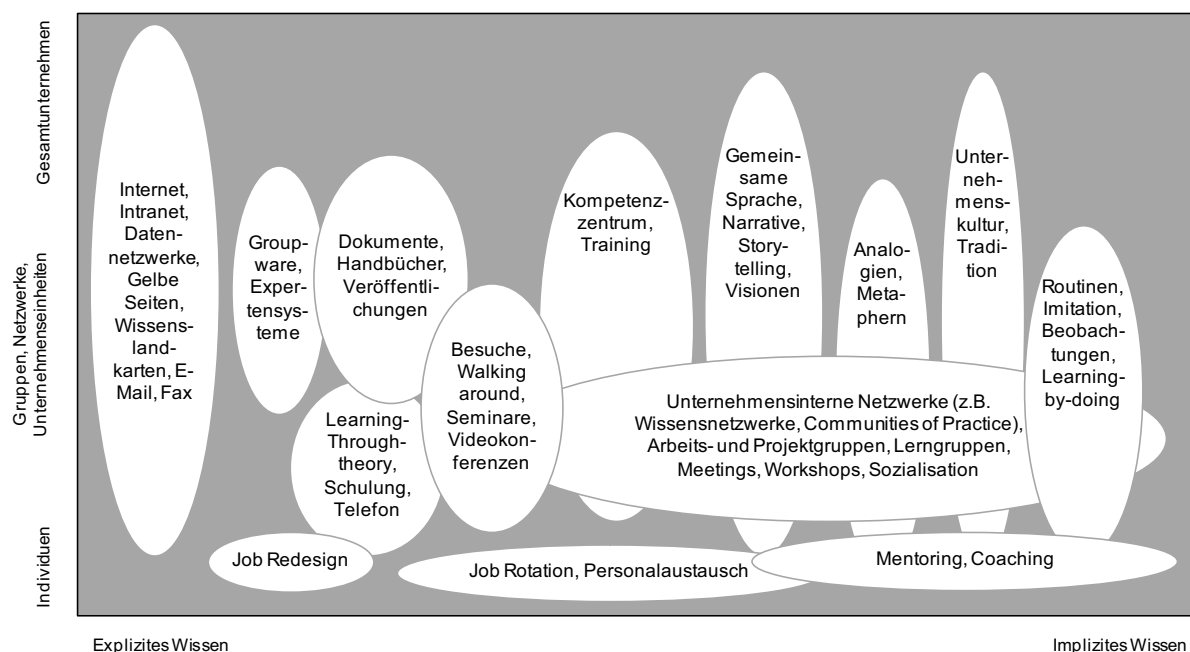 Gesamtunternehmen
Gruppen, Netzwerke,
Unternehmenseinheiten
Individuen
Internet,
Intranet,
Daten-
netzwerke,
Gelbe
Seiten,
Wissens-
land-
karten, E-
Mail, Fax
Group-
ware,
Exper-
tensys-
teme
Dokumente,
Handbücher,
Veröffentli-
chungen
Learning-
Through-
theory,
Schulung,
Telefon
Besuche,
Walking
around,
Seminare,
Videokon-
ferenzen
Kompetenz-
zentrum,
Training
Gemein-
same
Sprache,
Narrative,
Story-
telling,
Visionen
Analo-
gien,
Meta-
phern
Unter-
neh-
mens-
kultur,
Tradi-
tion
Routinen,
Imitation,
Beobach-
tungen,
Learning-
by-doing
Unternehmensinterne Netzwerke (z.B.
Wissensnetzwerke, Communities of Practice),
Arbeits- und Projektgruppen, Lerngruppen,
Meetings, Workshops, Sozialisation
Job Redesign
Job Rotation, Personalaustausch
Mentoring, Coaching
Explizites Wissen
Implizites Wissen